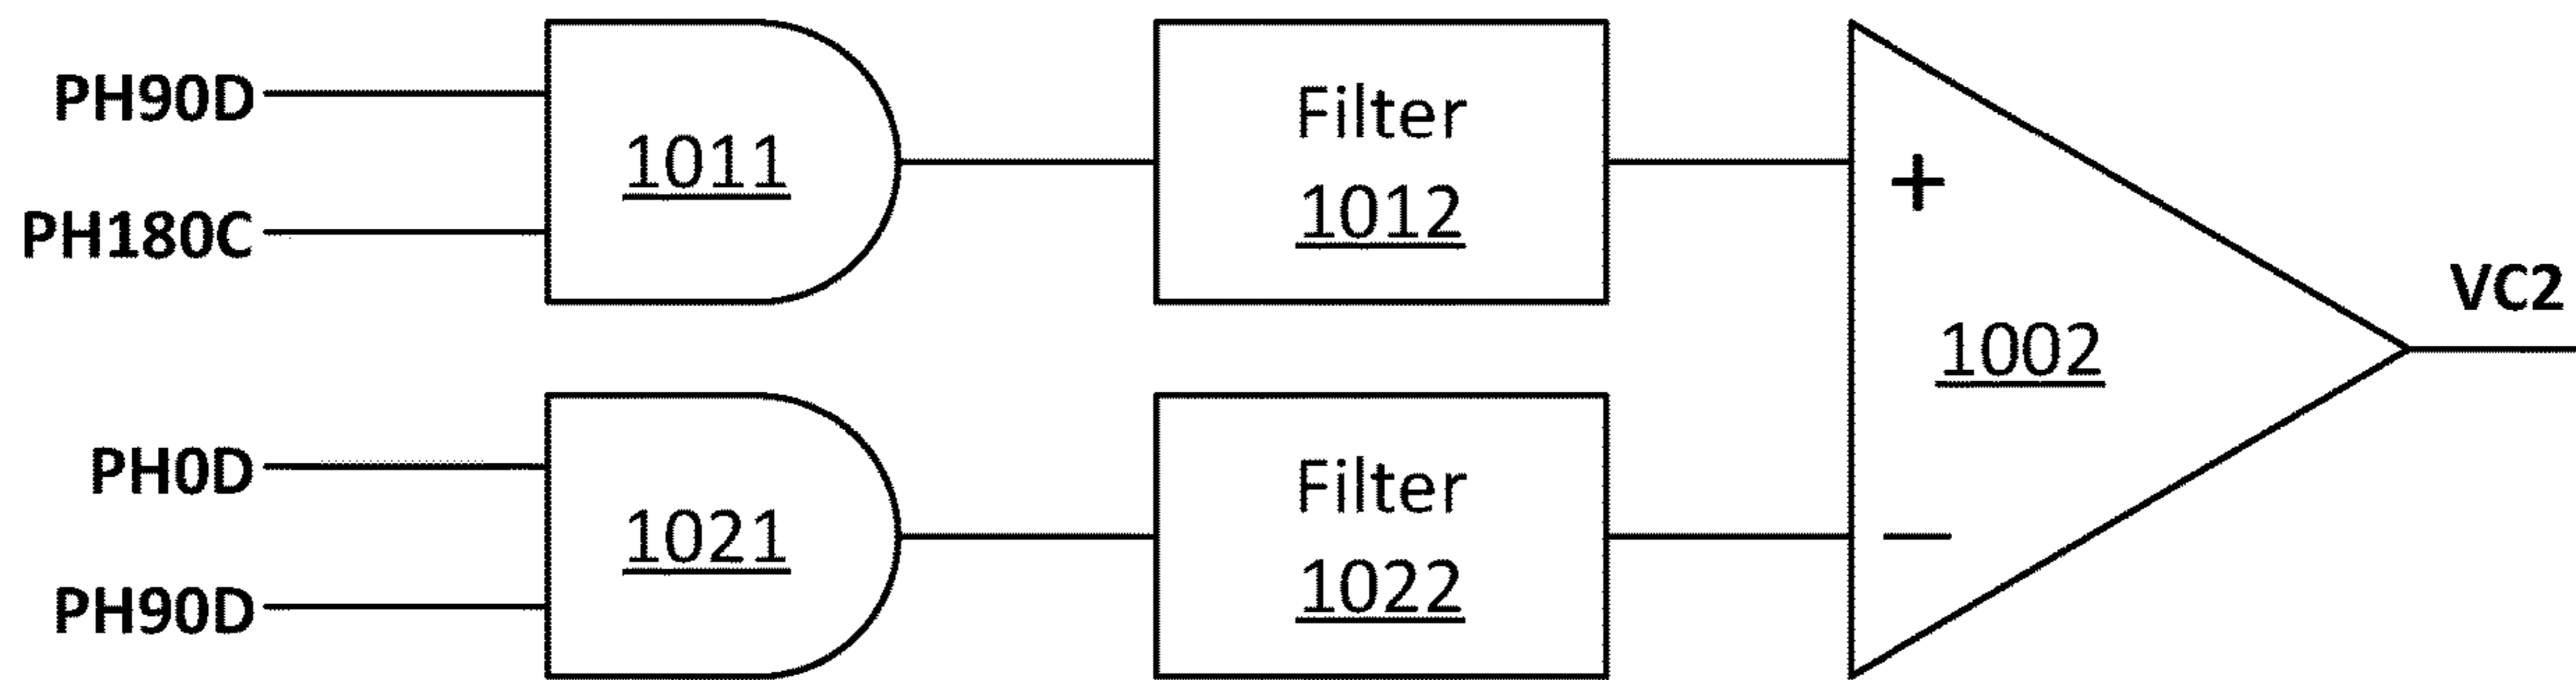 PH90D
PH180C
1011
Filter
1012
+
PH0D
PH90D
1021
Filter
1022
−
1002
VC2